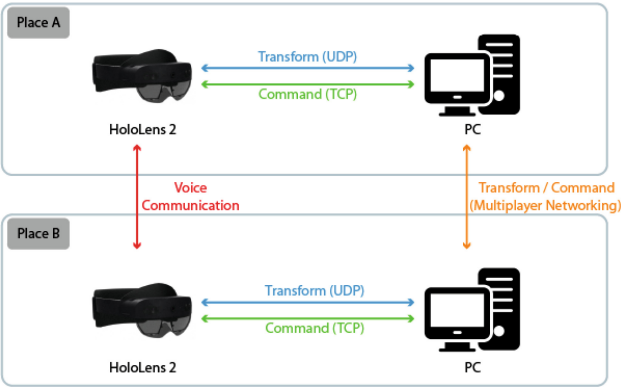 Place A
Transform (UDP)
Command (TCP)
HoloLens 2
PC
Voice
Communication
Transform / Command
(Multiplayer Networking)
Place B
Transform (UDP)
Command (TCP)
HoloLens 2
PC